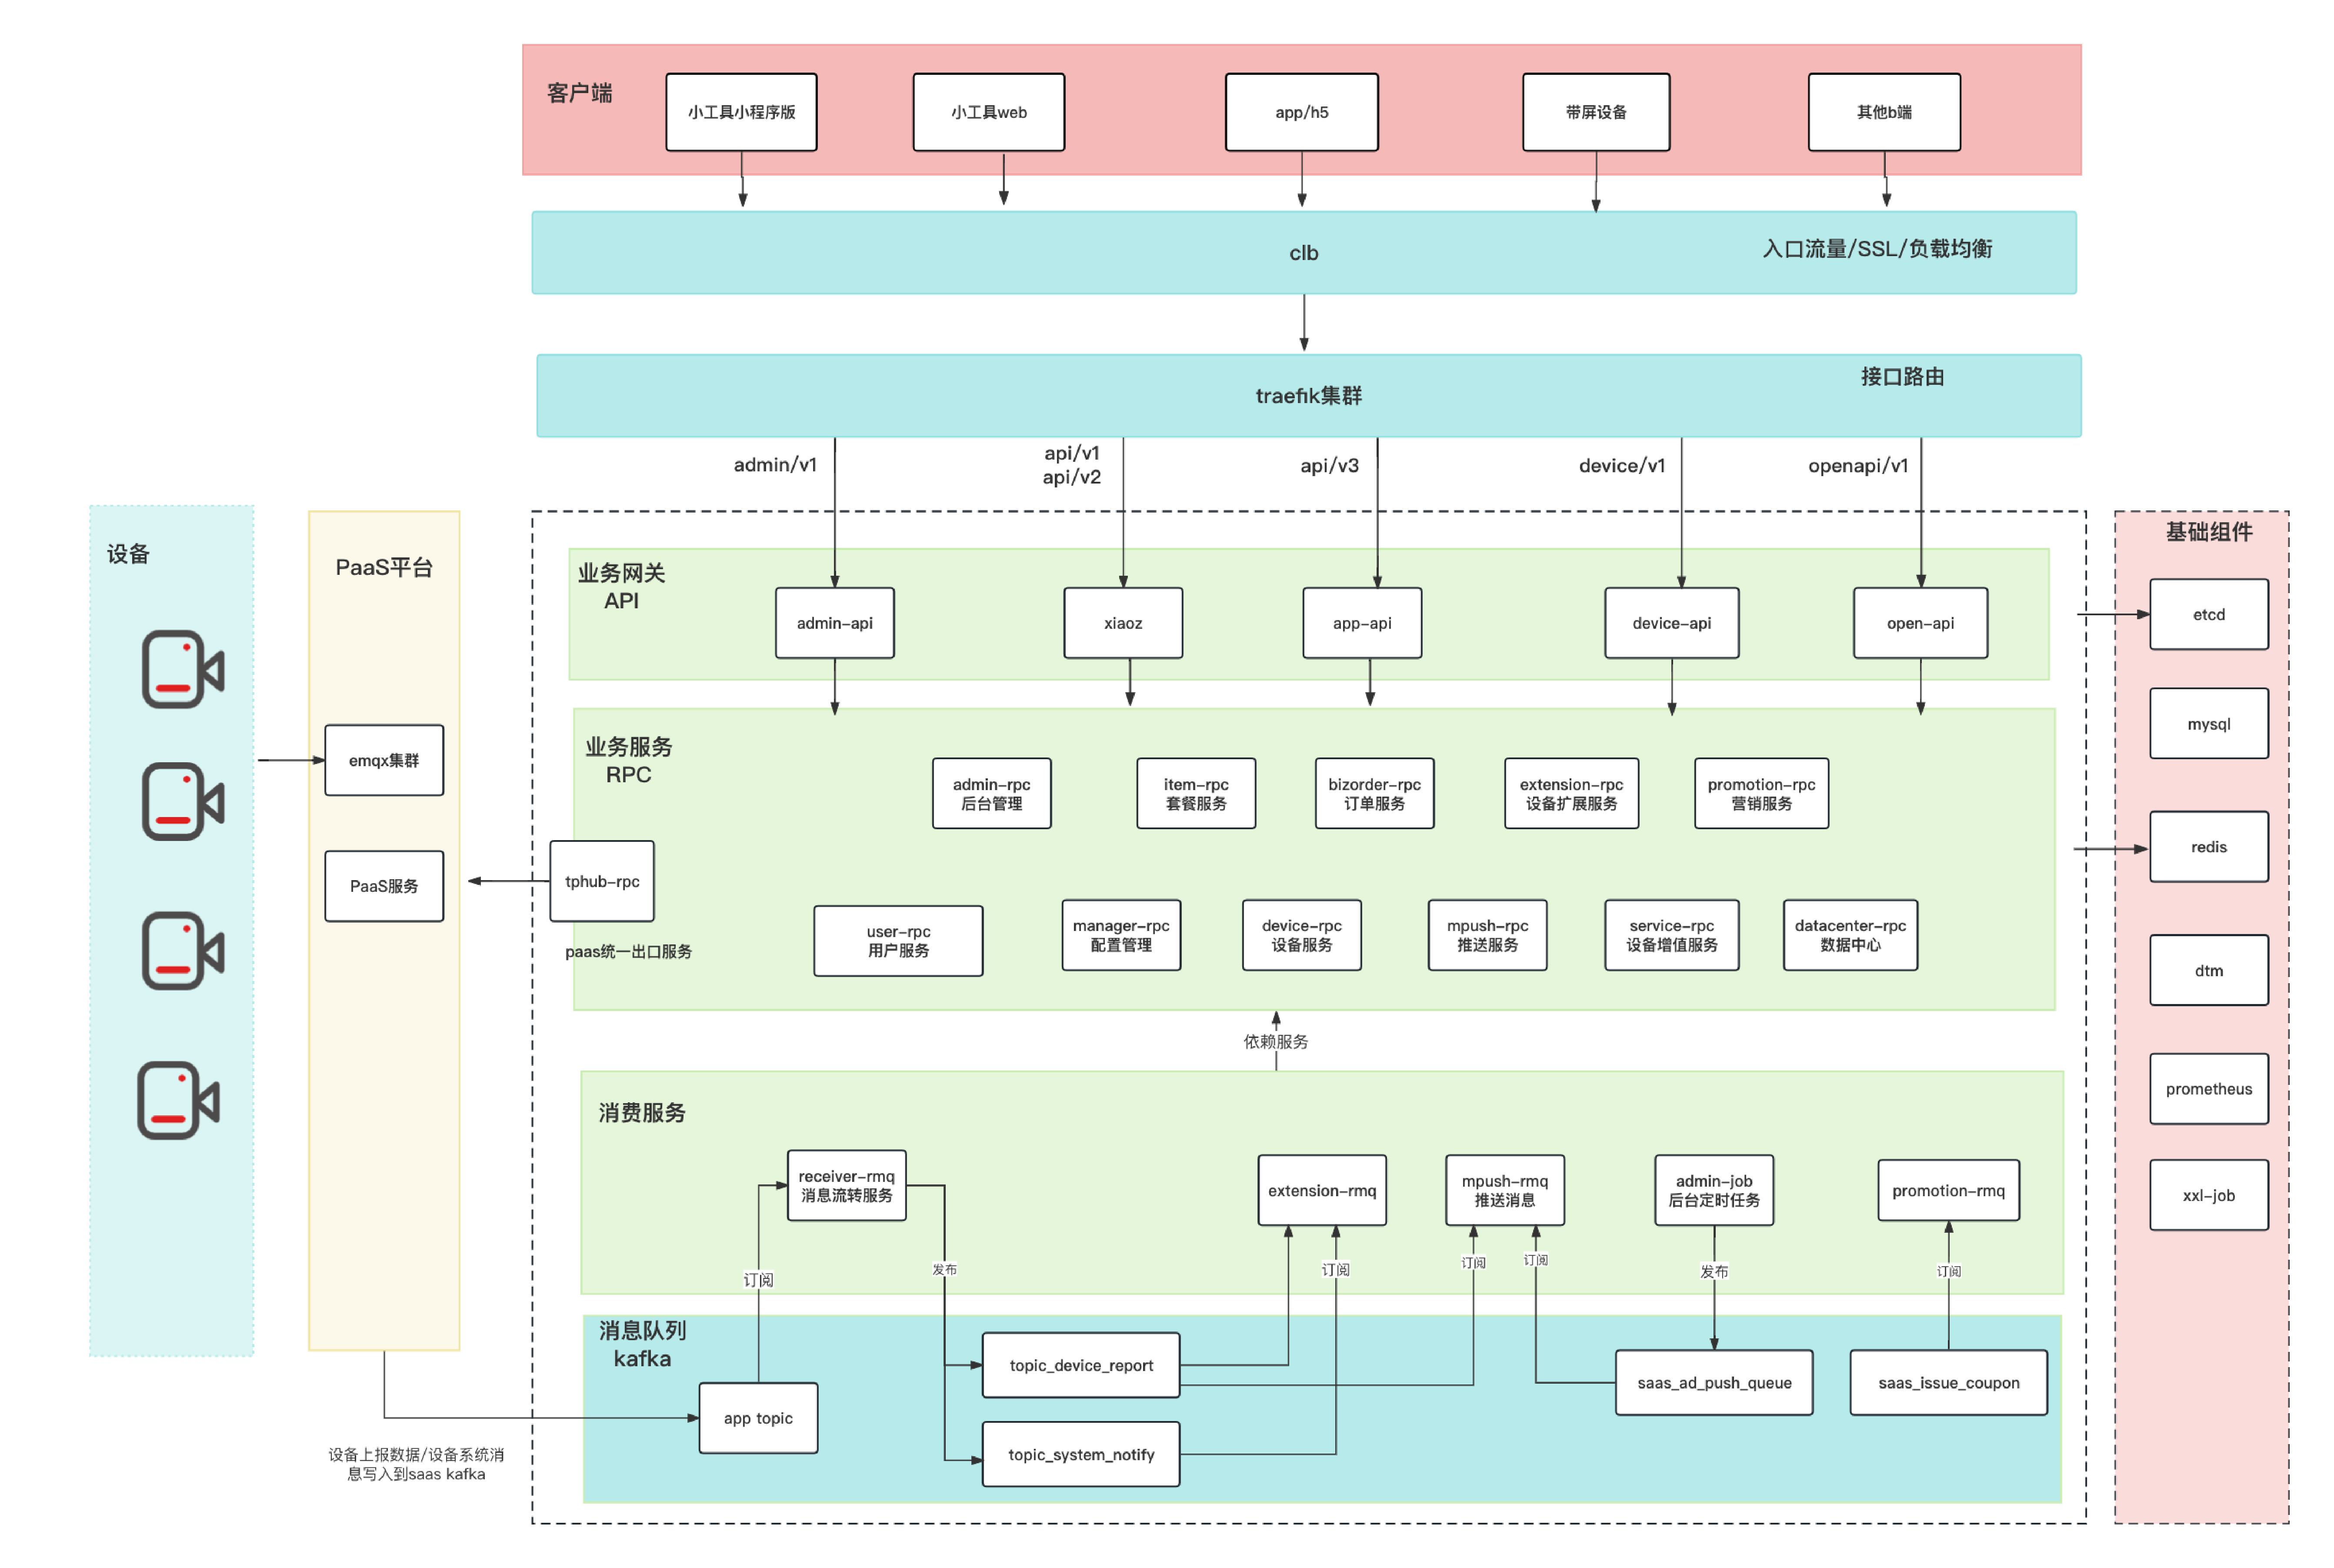 客户端
小工具小程序版
小工具web
app/h5
带屏设备
其他b端
clb
入口流量/SSL/负载均衡
traefik集群
接口路由
admin/v1
api/v1
api/v2
api/v3
device/v1
openapi/v1
设备
PaaS平台
emqx集群
PaaS服务
业务网关
API
admin-api
xiaoz
app-api
device-api
open-api
业务服务
RPC
admin-rpc
后台管理
item-rpc
套餐服务
bizorder-rpc
订单服务
extension-rpc
设备扩展服务
promotion-rpc
营销服务
tphub-rpc
paas统一出口服务
user-rpc
用户服务
manager-rpc
配置管理
device-rpc
设备服务
mpush-rpc
推送服务
service-rpc
设备增值服务
datacenter-rpc
数据中心
依赖服务
消费服务
receiver-rmq
消息流转服务
extension-rmq
mpush-rmq
推送消息
admin-job
后台定时任务
promotion-rmq
订阅
发布
订阅
订阅
订阅
发布
订阅
消息队列
kafka
app topic
topic_device_report
topic_system_notify
saas_ad_push_queue
saas_issue_coupon
设备上报数据/设备系统消
息写入到saas kafka
基础组件
etcd
mysql
redis
dtm
prometheus
xxl-job